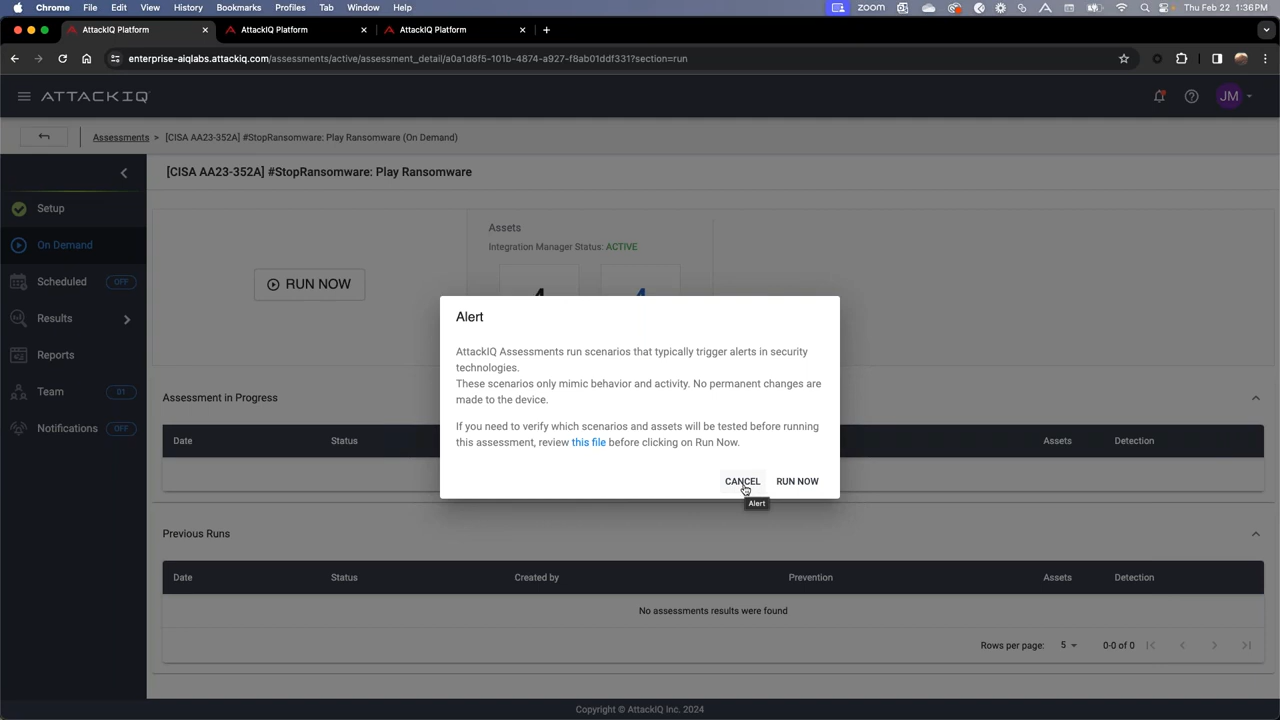 Chrome File Edit View History Bookmarks Profiles Tab Window Help ZOOM Thu Feb 22 1:36 PM
AttackIQ Platform AttackIQ Platform AttackIQ Platform
enterprise-aiqlabs.attackiq.com/assessments/active/assessment_detail/a0a1d8f5-101b-4874-a927-f8ab01ddf331?section=run
ATTACKIQ JM
Assessments > [CISA AA23-352A] #StopRansomware: Play Ransomware (On Demand)
[CISA AA23-352A] #StopRansomware: Play Ransomware
Setup
On Demand
Scheduled OFF
Results
Reports
Team 01
Notifications OFF
RUN NOW
Assets
Integration Manager Status: ACTIVE
4 4
Alert
AttackIQ Assessments run scenarios that typically trigger alerts in security
technologies.
These scenarios only mimic behavior and activity. No permanent changes are
made to the device.
If you need to verify which scenarios and assets will be tested before running
this assessment, review this file before clicking on Run Now.
CANCEL RUN NOW
Alert
Assessment in Progress
Date Status Assets Detection
Previous Runs
Date Status Created by Prevention Assets Detection
No assessments results were found
Rows per page: 5 0-0 of 0
Copyright © AttackIQ Inc. 2024